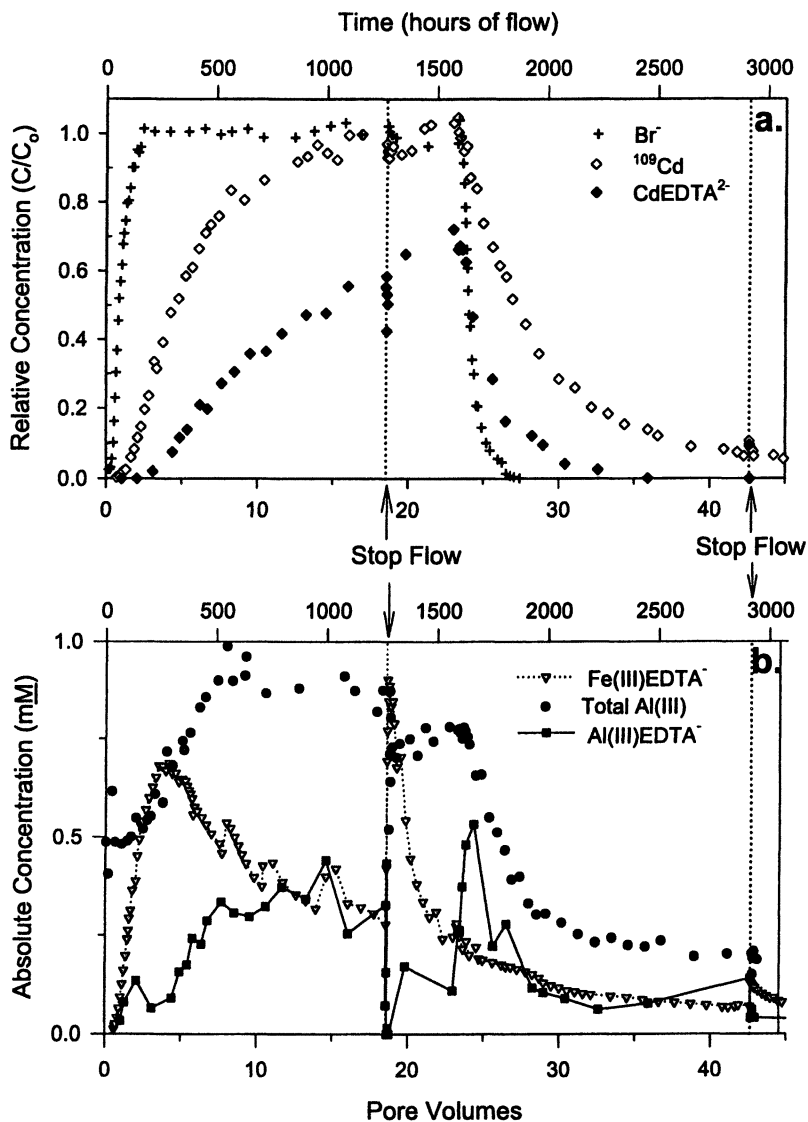 Time (hours of flow)
0 500 1000 1500 2000 2500 3000
a.
Relative Concentration (C/C₀)
1.0
0.8
0.6
0.4
0.2
0.0
Br⁻
¹⁰⁹Cd
CdEDTA²⁻
0 10 20 30 40
Stop Flow
Stop Flow
0 500 1000 1500 2000 2500 3000
b.
Absolute Concentration (mM)
1.0
0.5
0.0
Fe(III)EDTA⁻
Total Al(III)
Al(III)EDTA⁻
0 10 20 30 40
Pore Volumes